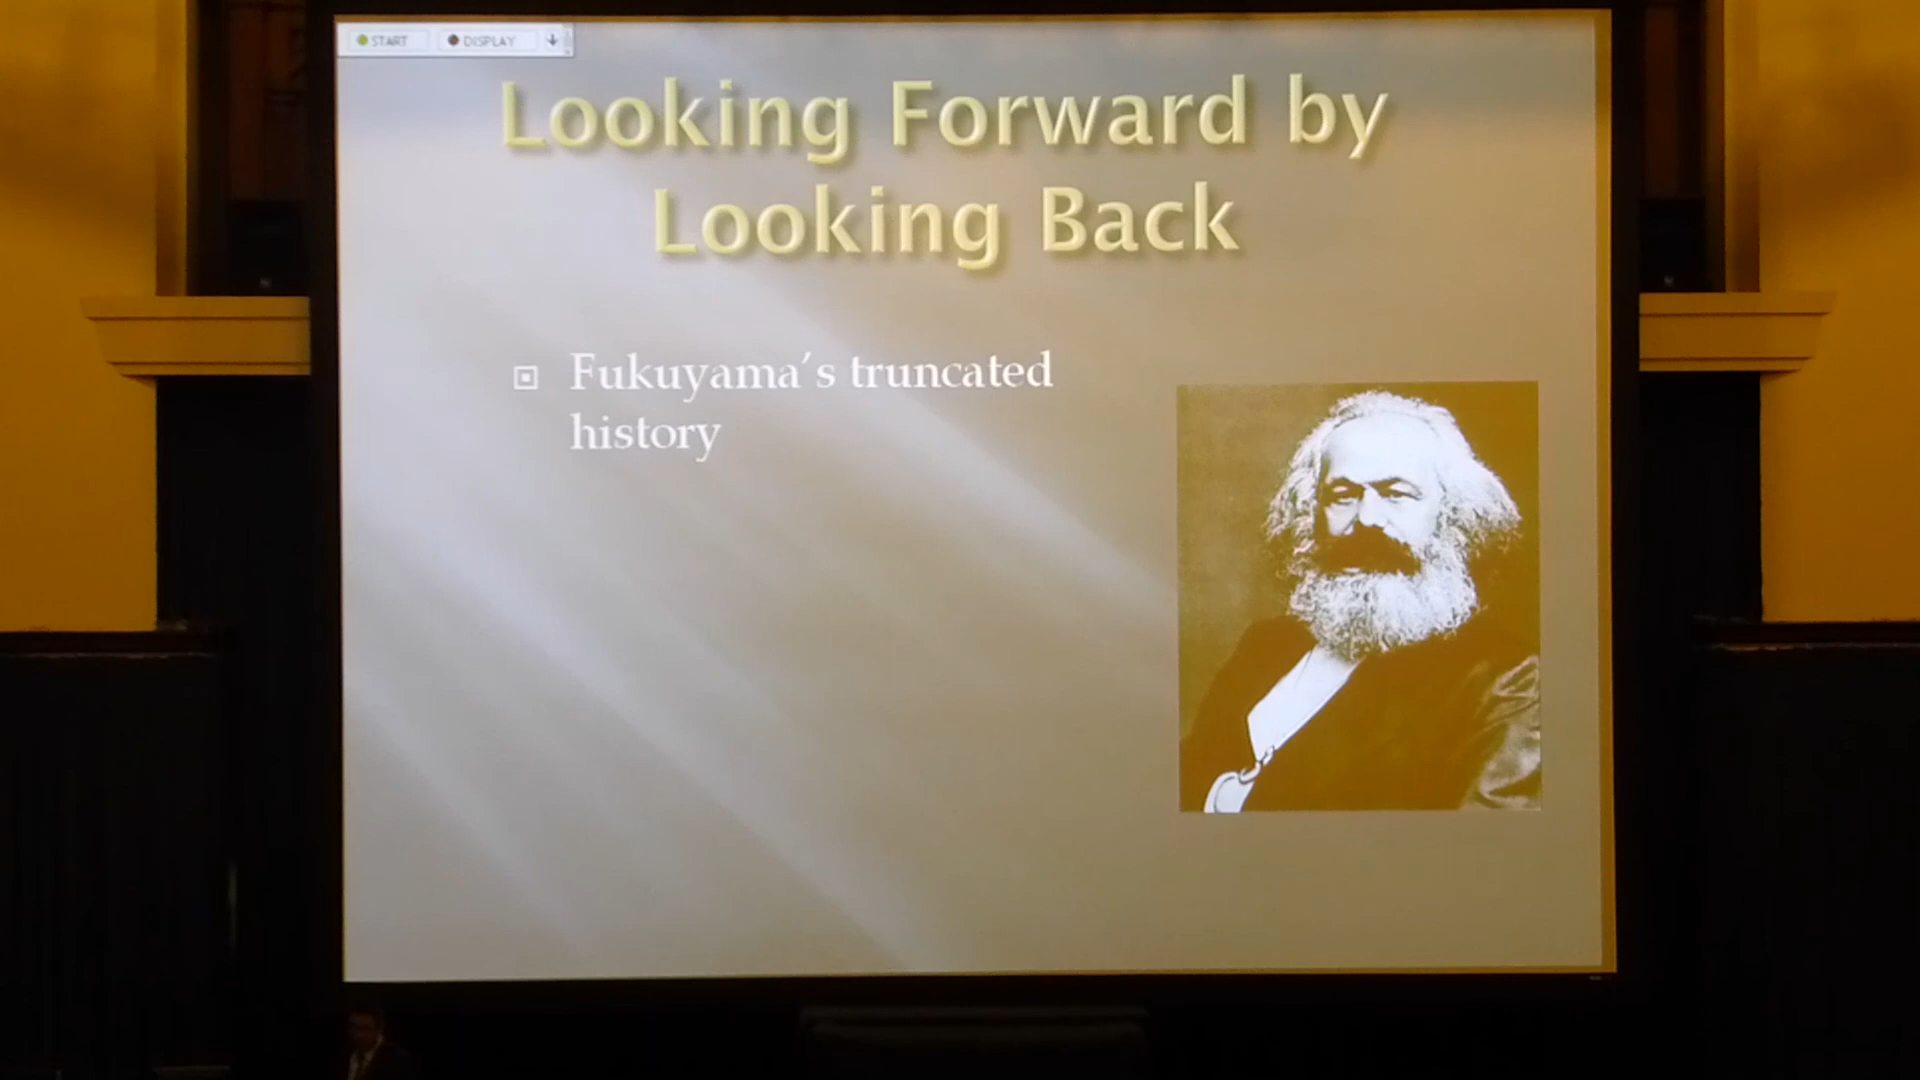 START DISPLAY
Looking Forward by
Looking Back
Fukuyama's truncated
history